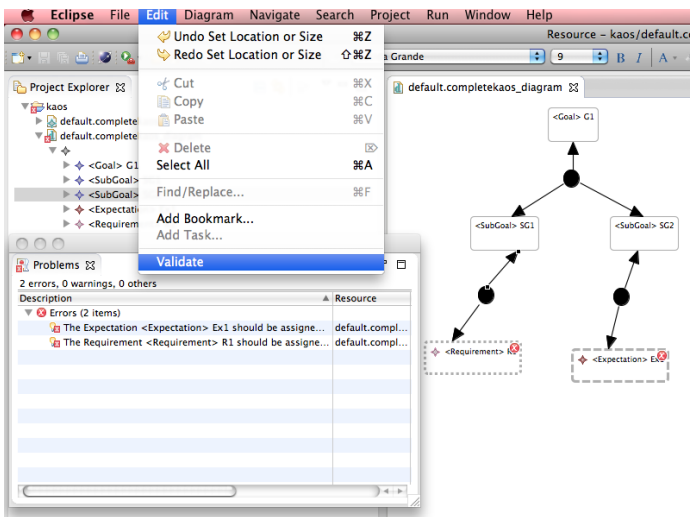 Eclipse File Edit Diagram Navigate Search Project Run Window Help
Resource – kaos/default.c
Undo Set Location or Size ⌘Z
Redo Set Location or Size ⇧⌘Z
Cut ⌘X
Copy ⌘C
Paste ⌘V
Delete
Select All ⌘A
Find/Replace... ⌘F
Add Bookmark...
Add Task...
Validate
a Grande 9 B I A
Project Explorer
kaos
default.complete
default.complete
<Goal> G1
<SubGoal>
<SubGoal>
<Expectati
<Requirem
default.completekaos_diagram
<Goal> G1
<SubGoal> SG1
<SubGoal> SG2
<Requirement>
<Expectation>
Problems
2 errors, 0 warnings, 0 others
Description Resource
Errors (2 items)
The Expectation <Expectation> Ex1 should be assigne... default.compl...
The Requirement <Requirement> R1 should be assigne... default.compl...